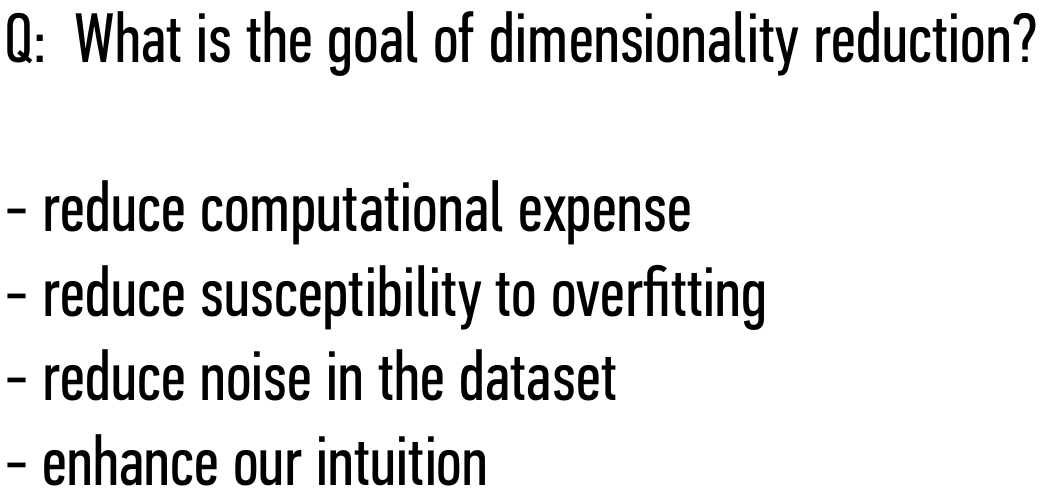 Q: What is the goal of dimensionality reduction?
– reduce computational expense
– reduce susceptibility to overfitting
– reduce noise in the dataset
– enhance our intuition